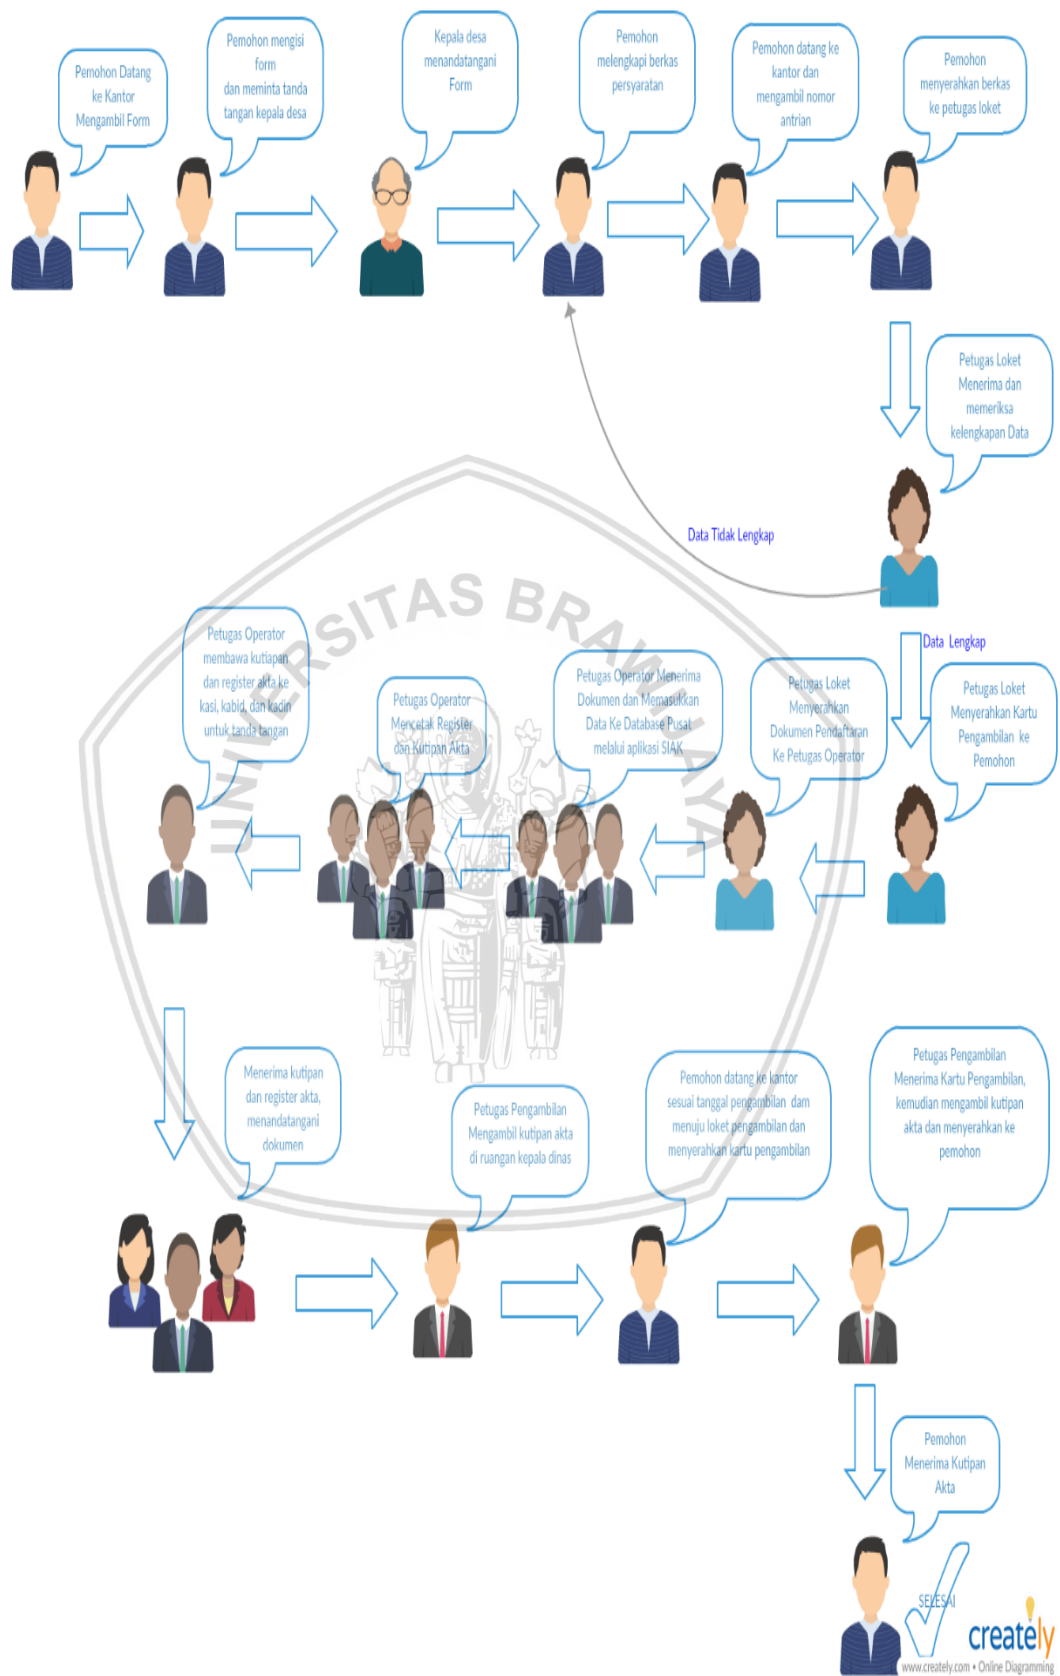 Pemohon Datang
ke Kantor
Mengambil Form
Pemohon mengisi
form
dan meminta tanda
tangan kepala desa
Kepala desa
menandatangani
Form
Pemohon
melengkapi berkas
persyaratan
Pemohon datang ke
kantor dan
mengambil nomor
antrian
Pemohon
menyerahkan berkas
ke petugas loket
Petugas Loket
Menerima dan
memeriksa
kelengkapan Data
Data Tidak Lengkap
Data Lengkap
Petugas Loket
Menyerahkan Kartu
Pengambilan ke
Pemohon
Petugas Loket
Menyerahkan
Dokumen Pendaftaran
Ke Petugas Operator
Petugas Operator Menerima
Dokumen dan Memasukkan
Data Ke Database Pusat
melalui aplikasi SIAK
Petugas Operator
Mencetak Register
dan Kutipan Akta
Petugas Operator
membawa kutiapan
dan register akta ke
kasi, kabid, dan kadin
untuk tanda tangan
UNIVERSITAS BRAWIJAYA
Menerima kutipan
dan register akta,
menandatangani
dokumen
Petugas Pengambilan
Mengambil kutipan akta
di ruangan kepala dinas
Pemohon datang ke kantor
sesuai tanggal pengambilan dam
menuju loket pengambilan dan
menyerahkan kartu pengambilan
Petugas Pengambilan
Menerima Kartu Pengambilan,
kemudian mengambil kutipan
akta dan menyerahkan ke
pemohon
Pemohon
Menerima Kutipan
Akta
SELESAI
creately
www.creately.com • Online Diagramming